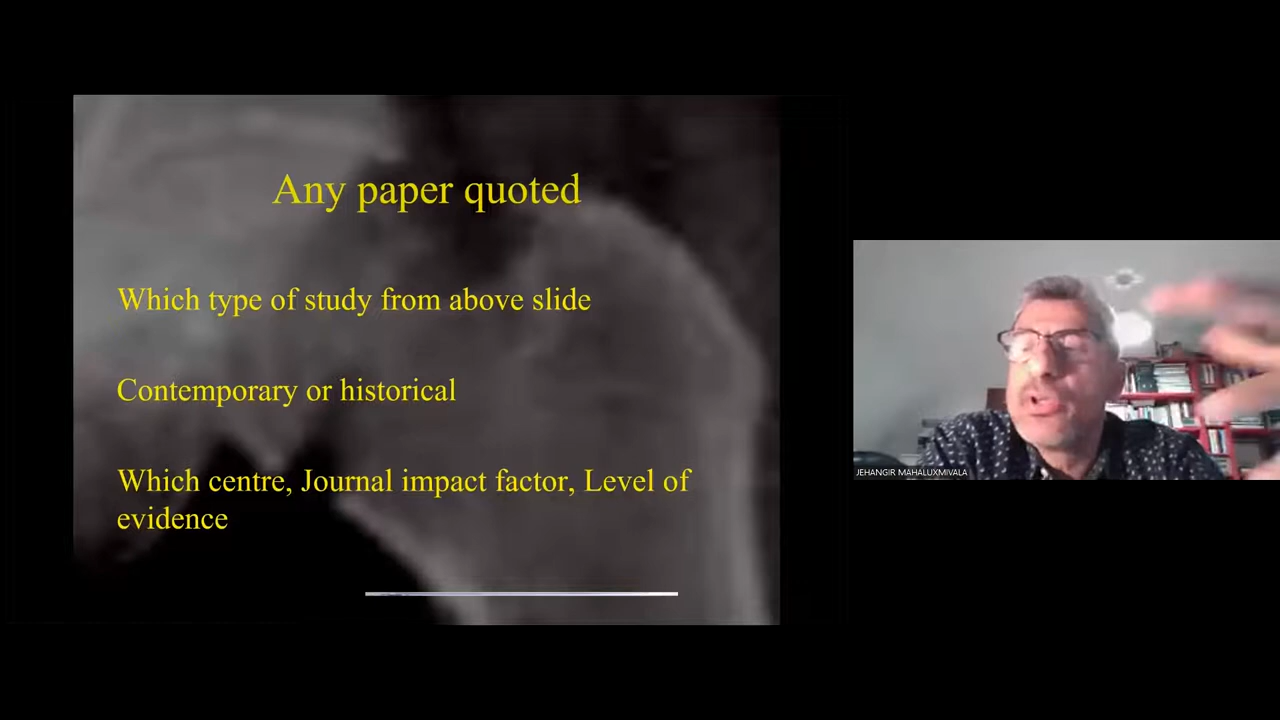 Any paper quoted
Which type of study from above slide
Contemporary or historical
Which centre, Journal impact factor, Level of
evidence
JEHANGIR MAHALUXMIVALA